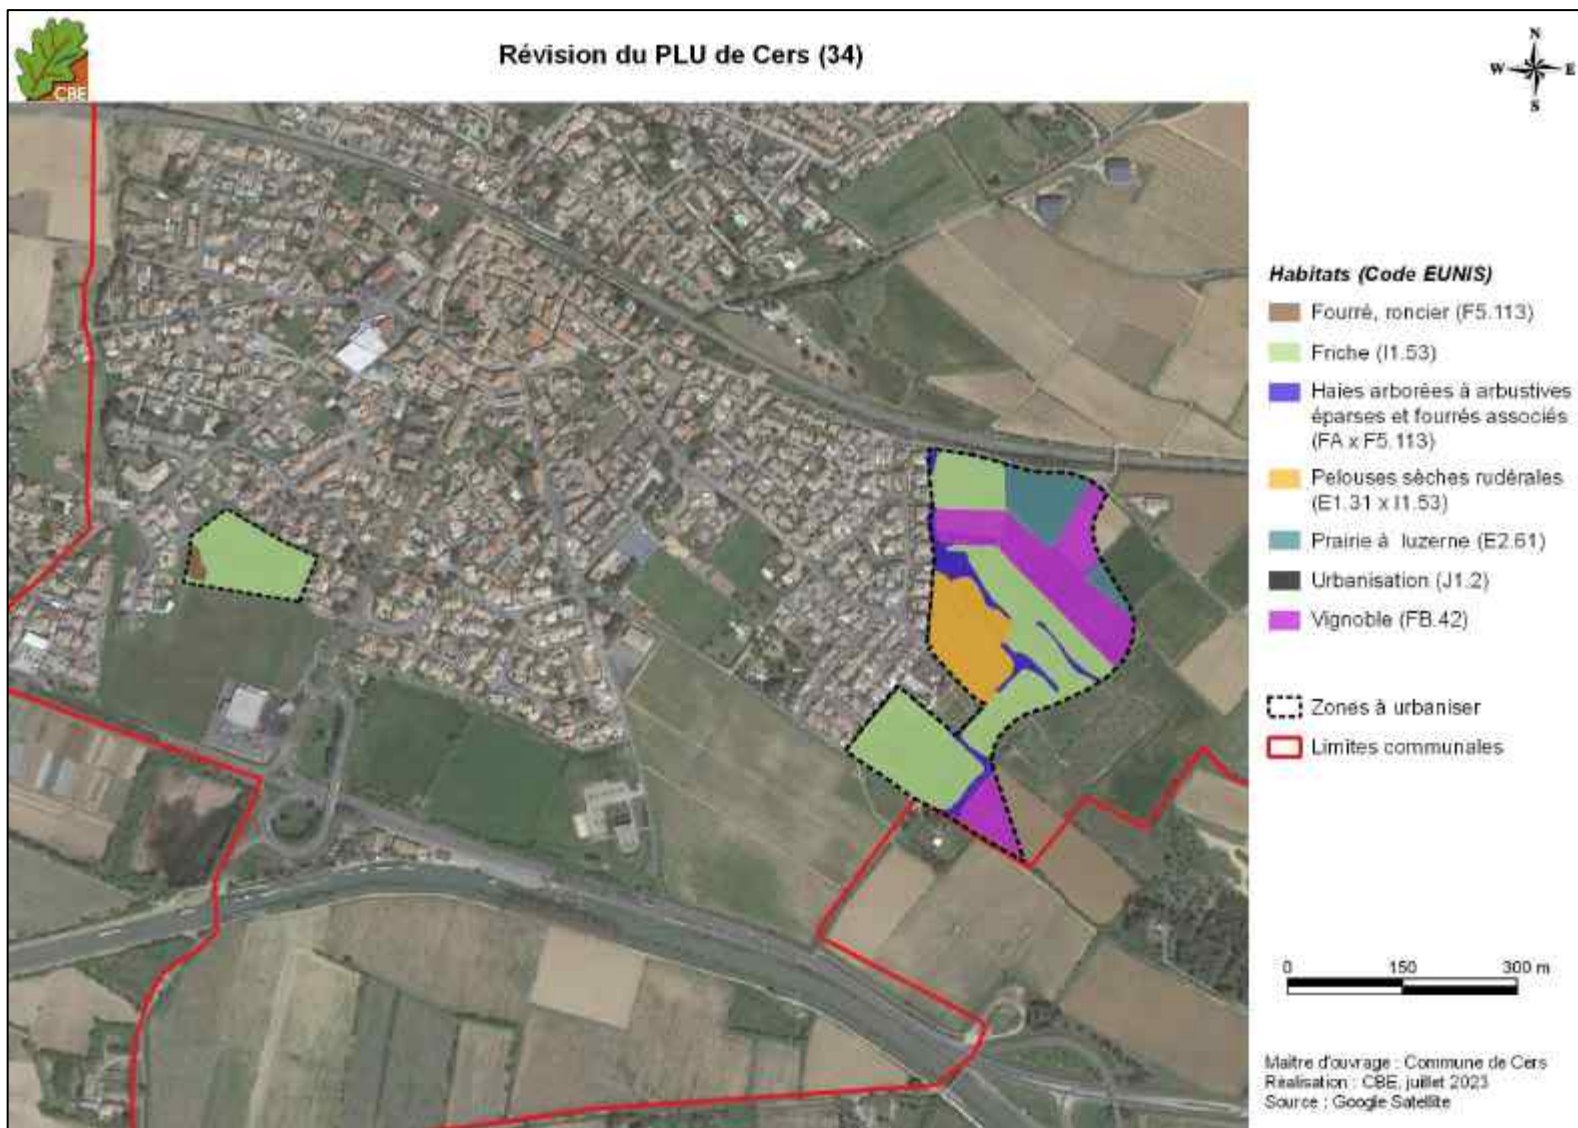 CBE
Révision du PLU de Cers (34)
N
W
E
S
Habitats (Code EUNIS)
Fourré, roncier (F5.113)
Friche (I1.53)
Haies arborées à arbustives
éparses et fourrés associés
(FA x F5.113)
Pelouses sèches rudérales
(E1.31 x I1.53)
Prairie à luzerne (E2.61)
Urbanisation (J1.2)
Vignoble (FB.42)
Zones à urbaniser
Limites communales
0 150 300 m
Maître d'ouvrage : Commune de Cers
Réalisation : CBE, juillet 2023
Source : Google Satellite